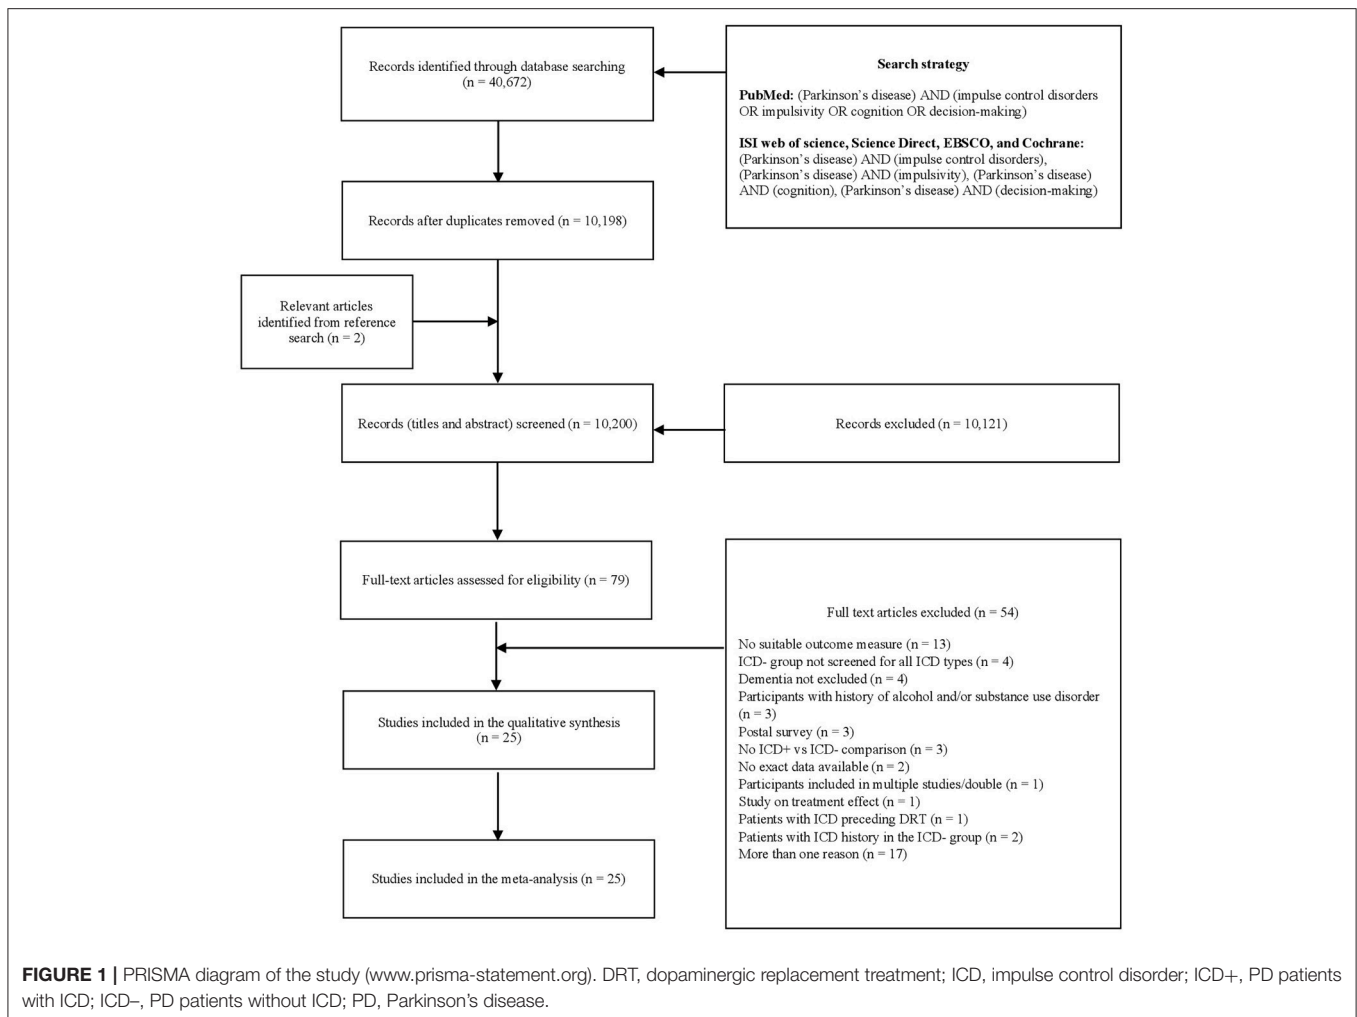 Records identified through database searching
(n = 40,672)
Search strategy
PubMed: (Parkinson's disease) AND (impulse control disorders
OR impulsivity OR cognition OR decision-making)
ISI web of science, Science Direct, EBSCO, and Cochrane:
(Parkinson's disease) AND (impulse control disorders),
(Parkinson's disease) AND (impulsivity), (Parkinson's disease)
AND (cognition), (Parkinson's disease) AND (decision-making)
Records after duplicates removed (n = 10,198)
Relevant articles
identified from reference
search (n = 2)
Records (titles and abstract) screened (n = 10,200)
Records excluded (n = 10,121)
Full-text articles assessed for eligibility (n = 79)
Full text articles excluded (n = 54)
No suitable outcome measure (n = 13)
ICD- group not screened for all ICD types (n = 4)
Dementia not excluded (n = 4)
Participants with history of alcohol and/or substance use disorder
(n = 3)
Postal survey (n = 3)
No ICD+ vs ICD- comparison (n = 3)
No exact data available (n = 2)
Participants included in multiple studies/double (n = 1)
Study on treatment effect (n = 1)
Patients with ICD preceding DRT (n = 1)
Patients with ICD history in the ICD- group (n = 2)
More than one reason (n = 17)
Studies included in the qualitative synthesis
(n = 25)
Studies included in the meta-analysis (n = 25)
FIGURE 1 | PRISMA diagram of the study (www.prisma-statement.org). DRT, dopaminergic replacement treatment; ICD, impulse control disorder; ICD+, PD patients
with ICD; ICD–, PD patients without ICD; PD, Parkinson's disease.